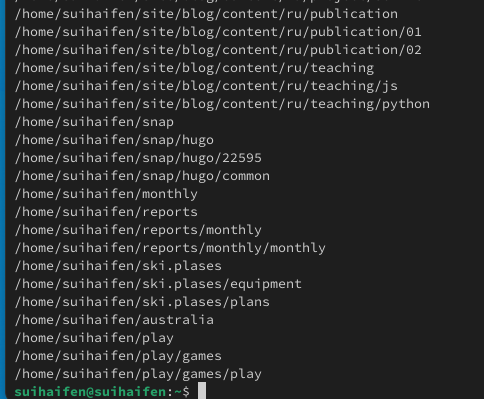 /home/suihaifen/site/blog/content/ru/publication
/home/suihaifen/site/blog/content/ru/publication/01
/home/suihaifen/site/blog/content/ru/publication/02
/home/suihaifen/site/blog/content/ru/teaching
/home/suihaifen/site/blog/content/ru/teaching/js
/home/suihaifen/site/blog/content/ru/teaching/python
/home/suihaifen/snap
/home/suihaifen/snap/hugo
/home/suihaifen/snap/hugo/22595
/home/suihaifen/snap/hugo/common
/home/suihaifen/monthly
/home/suihaifen/reports
/home/suihaifen/reports/monthly
/home/suihaifen/reports/monthly/monthly
/home/suihaifen/ski.plases
/home/suihaifen/ski.plases/equipment
/home/suihaifen/ski.plases/plans
/home/suihaifen/australia
/home/suihaifen/play
/home/suihaifen/play/games
/home/suihaifen/play/games/play
suihaifen@suihaifen:~$